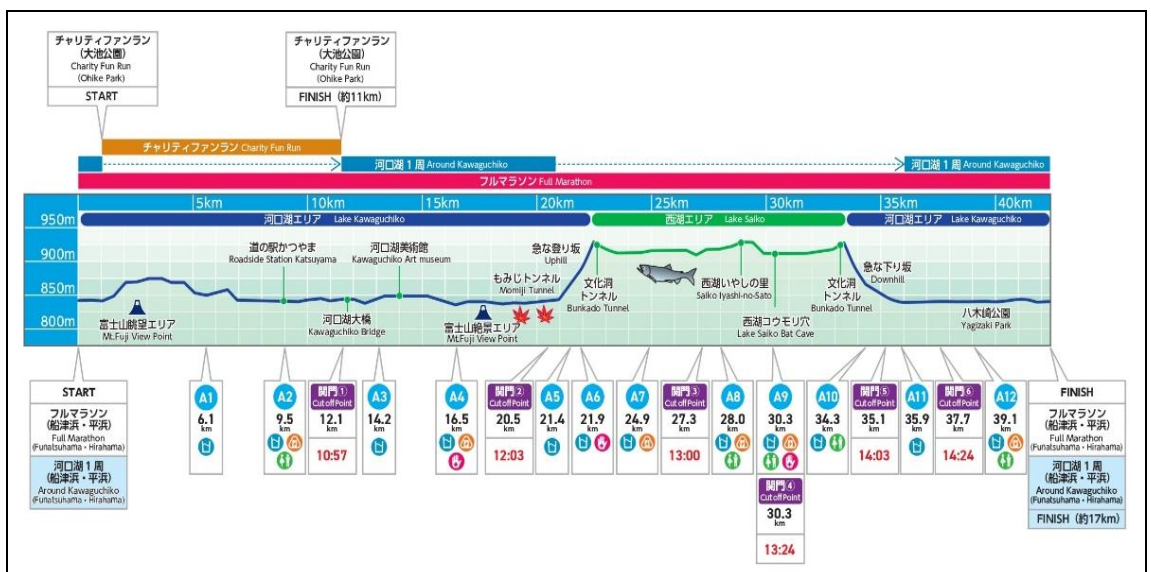 チャリティファンラン
(大池公園)
Charity Fun Run
(Ohike Park)
START
チャリティファンラン
(大池公園)
Charity Fun Run
(Ohike Park)
FINISH (約11km)
チャリティファンラン Charity Fun Run
河口湖1周 Around Kawaguchiko
河口湖1周 Around Kawaguchiko
フルマラソン Full Marathon
5km 10km 15km 20km 25km 30km 35km 40km
950m
900m
850m
800m
河口湖エリア Lake Kawaguchiko
西湖エリア Lake Saiko
河口湖エリア Lake Kawaguchiko
富士山眺望エリア
Mt.Fuji View Point
道の駅かつやま
Roadside Station Katsuyama
河口湖大橋
Kawaguchiko Bridge
河口湖美術館
Kawaguchiko Art museum
富士山絶景エリア
Mt.Fuji View Point
もみじトンネル
Momiji Tunnel
急な登り坂
Uphill
文化洞
トンネル
Bunkado Tunnel
西湖いやしの里
Saiko Iyashi-no-Sato
西湖コウモリ穴
Lake Saiko Bat Cave
文化洞
トンネル
Bunkado Tunnel
急な下り坂
Downhill
八木崎公園
Yagizaki Park
START
フルマラソン
(船津浜・平浜)
Full Marathon
(Funatsuhama・Hirahama)
河口湖1周
(船津浜・平浜)
Around Kawaguchiko
(Funatsuhama・Hirahama)
A1
6.1
km
A2
9.5
km
関門①
Cut off Point
12.1
km
10:57
A3
14.2
km
A4
16.5
km
関門②
Cut off Point
20.5
km
12:03
A5
21.4
km
A6
21.9
km
A7
24.9
km
関門③
Cut off Point
27.3
km
13:00
A8
28.0
km
A9
30.3
km
関門④
Cut off Point
30.3
km
13:24
A10
34.3
km
関門⑤
Cut off Point
35.1
km
14:03
A11
35.9
km
関門⑥
Cut off Point
37.7
km
14:24
A12
39.1
km
FINISH
フルマラソン
(船津浜・平浜)
Full Marathon
(Funatsuhama・Hirahama)
河口湖1周
(船津浜・平浜)
Around Kawaguchiko
(Funatsuhama・Hirahama)
FINISH (約17km)